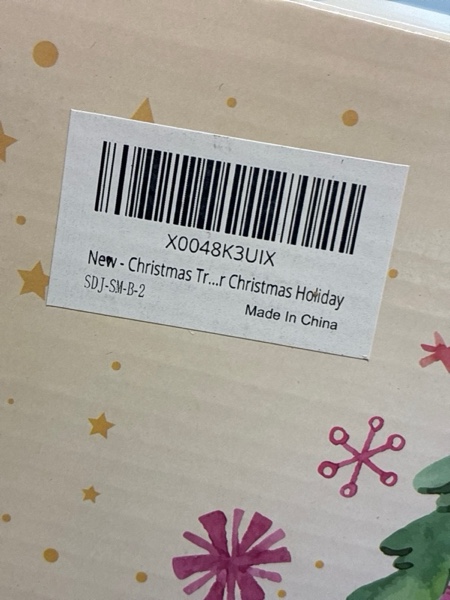 X0048K3UIX
New - Christmas Tr...r Christmas Holiday
SDJ-SM-B-2
Made In China